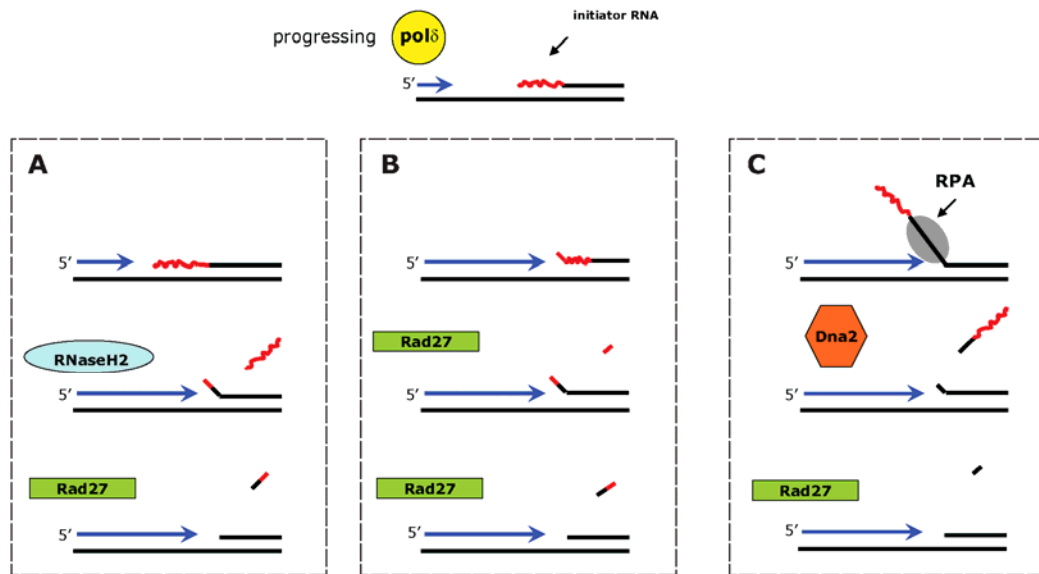 initiator RNA
progressing polδ
5’
A
B
C
RPA
5’
5’
5’
RNaseH2
Rad27
Dna2
5’
5’
5’
Rad27
Rad27
Rad27
5’
5’
5’